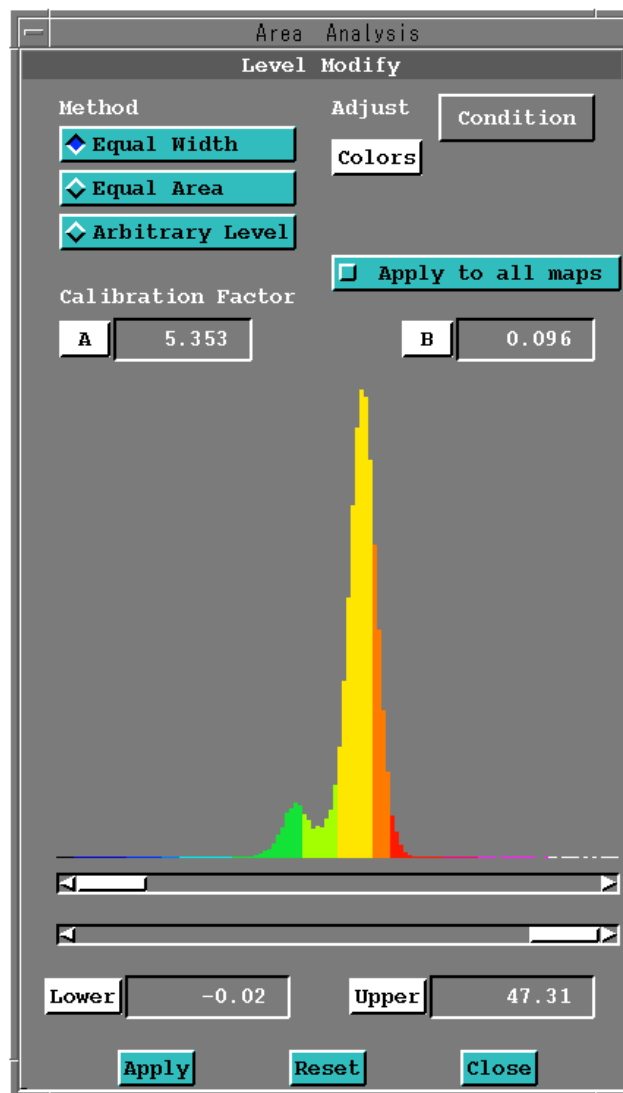 Area Analysis
Level Modify
Method
Adjust
Condition
Equal Width
Colors
Equal Area
Arbitrary Level
Apply to all maps
Calibration Factor
A 5.353 B 0.096
Lower -0.02 Upper 47.31
Apply Reset Close